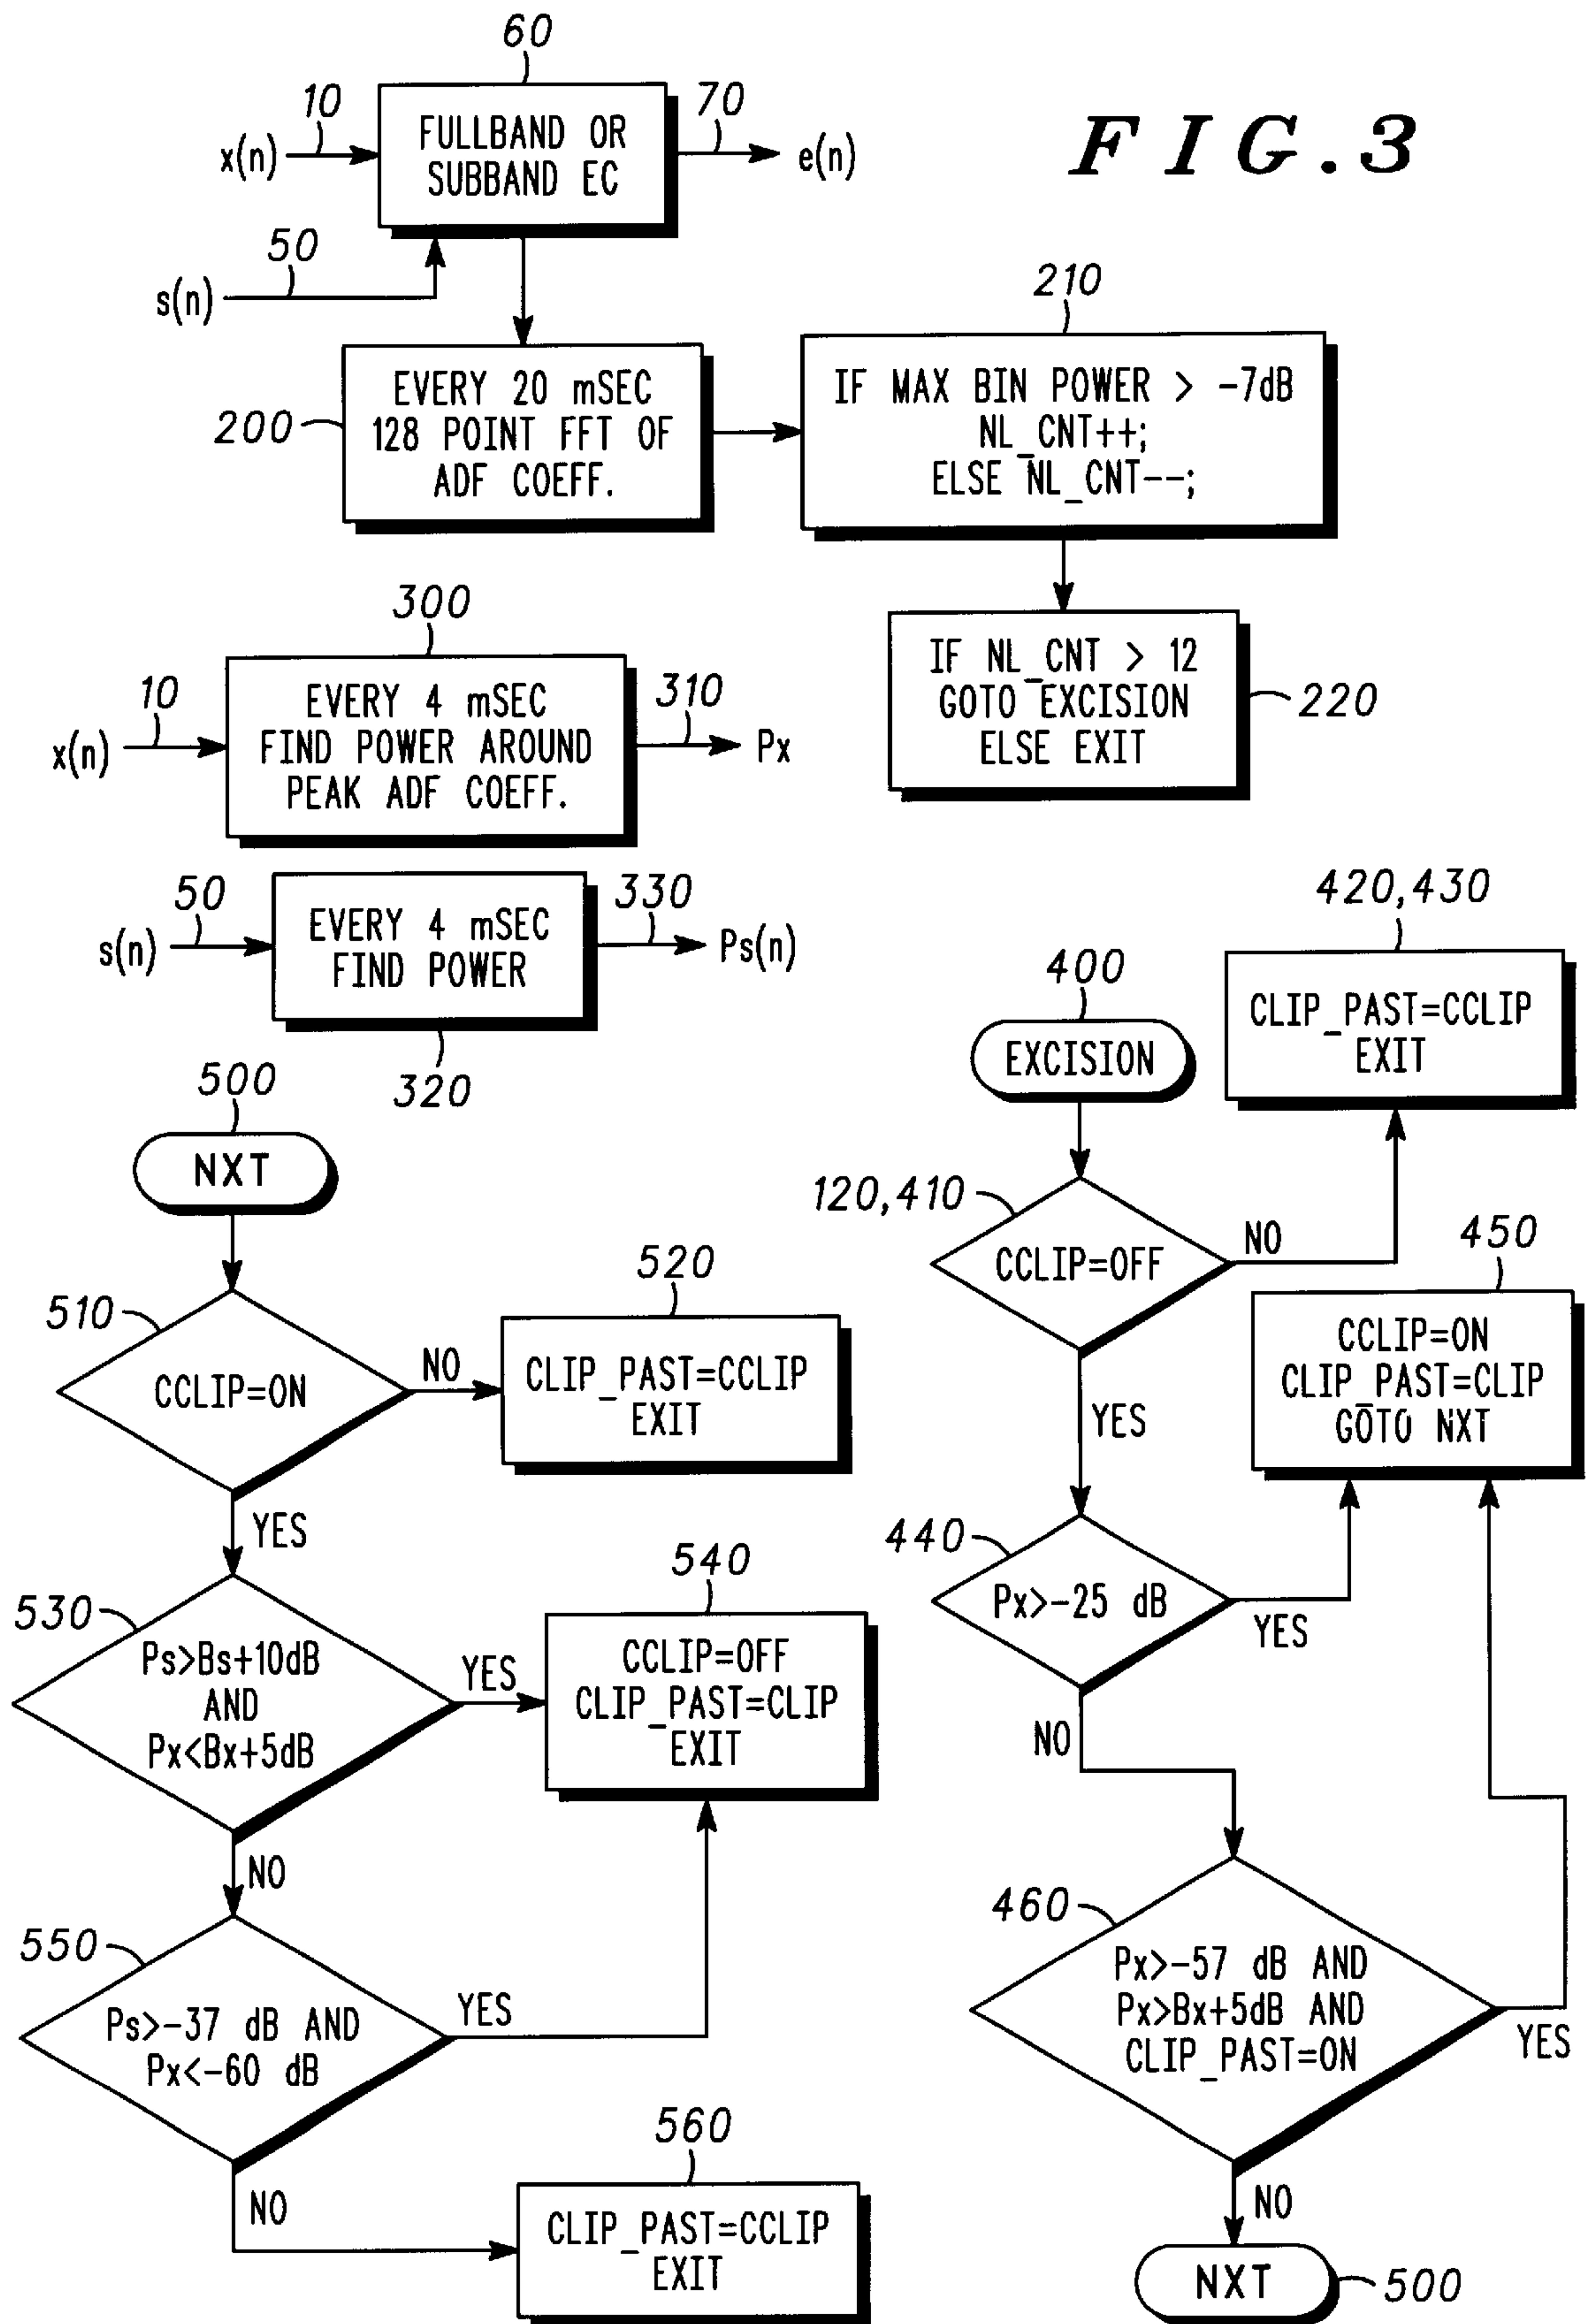 FIG.3
60
10
x(n)
FULLBAND OR
SUBBAND EC
70
e(n)
50
s(n)
200
EVERY 20 mSEC
128 POINT FFT OF
ADF COEFF.
210
IF MAX BIN POWER > -7dB
NL_CNT++;
ELSE NL_CNT--;
IF NL_CNT > 12
GOTO EXCISION
ELSE EXIT
220
300
10
x(n)
EVERY 4 mSEC
FIND POWER AROUND
PEAK ADF COEFF.
310
Px
50
s(n)
EVERY 4 mSEC
FIND POWER
330
Ps(n)
320
500
NXT
510
CCLIP=ON
NO
520
CLIP_PAST=CCLIP
EXIT
YES
530
Ps>Bs+10dB
AND
Px<Bx+5dB
YES
540
CCLIP=OFF
CLIP_PAST=CLIP
EXIT
NO
550
Ps>-37 dB AND
Px<-60 dB
YES
NO
560
CLIP_PAST=CCLIP
EXIT
400
EXCISION
120,410
CCLIP=OFF
NO
420,430
CLIP_PAST=CCLIP
EXIT
YES
440
Px>-25 dB
YES
450
CCLIP=ON
CLIP_PAST=CLIP
GOTO NXT
NO
460
Px>-57 dB AND
Px>Bx+5dB AND
CLIP_PAST=ON
YES
NO
NXT
500